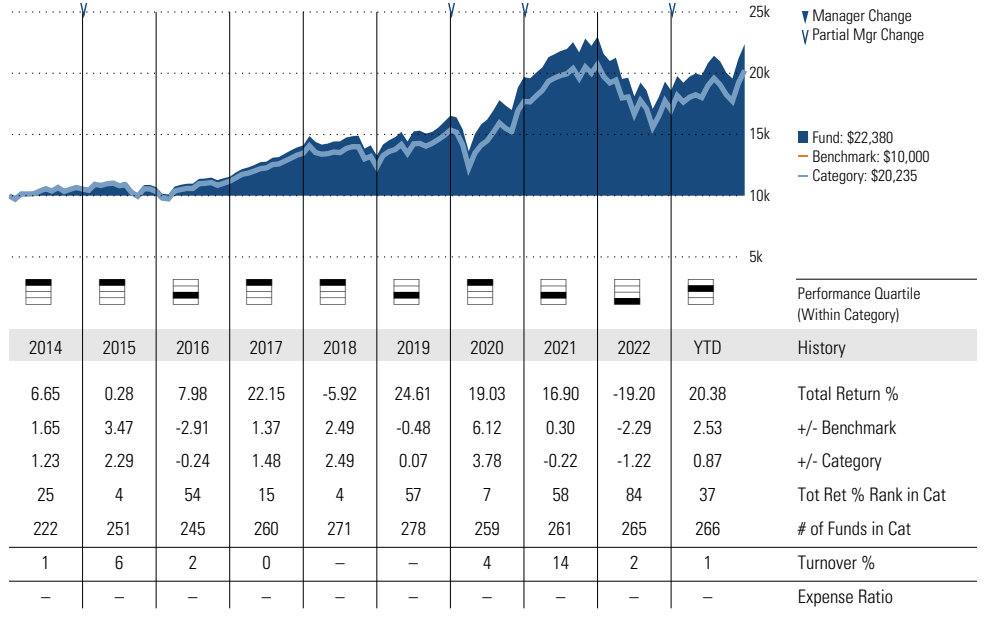 25k
20k
15k
10k
5k
Manager Change
Partial Mgr Change
Fund: $22,380
Benchmark: $10,000
Category: $20,235
Performance Quartile
(Within Category)
2014 2015 2016 2017 2018 2019 2020 2021 2022 YTD History
6.65 0.28 7.98 22.15 -5.92 24.61 19.03 16.90 -19.20 20.38 Total Return %
1.65 3.47 -2.91 1.37 2.49 -0.48 6.12 0.30 -2.29 2.53 +/- Benchmark
1.23 2.29 -0.24 1.48 2.49 0.07 3.78 -0.22 -1.22 0.87 +/- Category
25 4 54 15 4 57 7 58 84 37 Tot Ret % Rank in Cat
222 251 245 260 271 278 259 261 265 266 # of Funds in Cat
1 6 2 0 – – 4 14 2 1 Turnover %
– – – – – – – – – – Expense Ratio